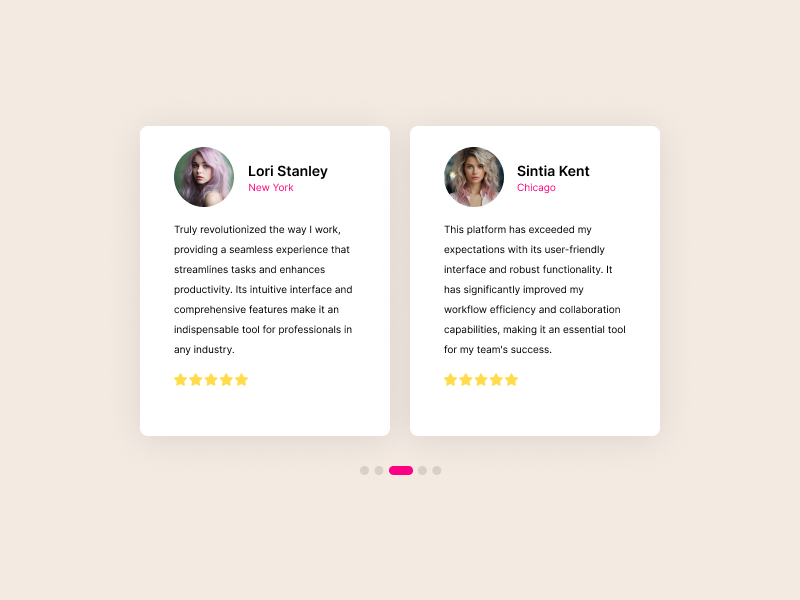 Lori Stanley
New York
Truly revolutionized the way I work,
providing a seamless experience that
streamlines tasks and enhances
productivity. Its intuitive interface and
comprehensive features make it an
indispensable tool for professionals in
any industry.
Sintia Kent
Chicago
This platform has exceeded my
expectations with its user-friendly
interface and robust functionality. It
has significantly improved my
workflow efficiency and collaboration
capabilities, making it an essential tool
for my team's success.